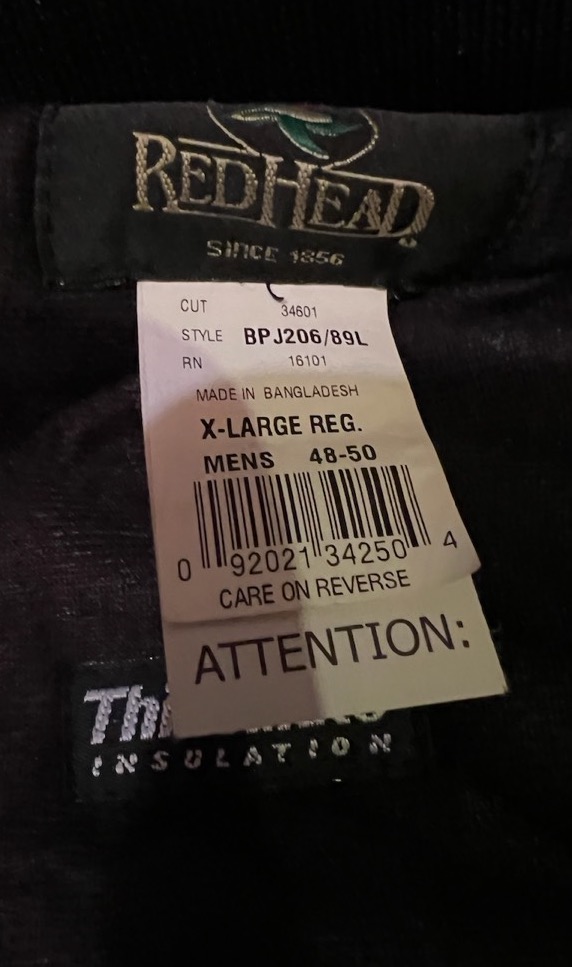 REDHEAD
SINCE 1856
CUT 34601
STYLE BPJ206/89L
RN 16101
MADE IN BANGLADESH
X-LARGE REG.
MENS 48-50
0 92021 34250 4
CARE ON REVERSE
ATTENTION:
INSULATION